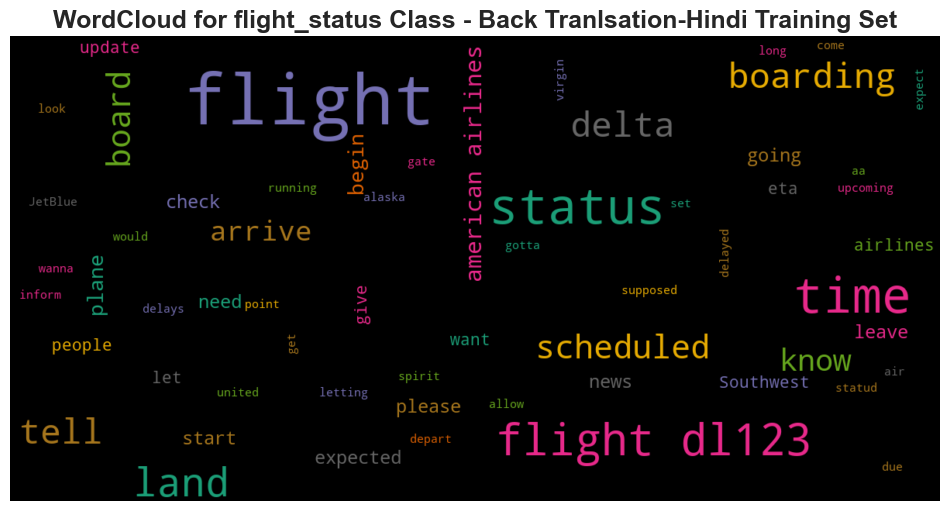 WordCloud for flight_status Class - Back Tranlsation-Hindi Training Set
update
long
come
boarding
flight
board
look
american airlines
virgin
expect
delta
begin
gate
going
aa
running
alaska
eta
upcoming
JetBlue
check
status
set
arrive
would
gotta
delayed
airlines
wanna
plane
inform
delays
need
point
give
supposed
time
leave
people
get
want
scheduled
know
let
spirit
news
Southwest
air
statud
united
letting
please
allow
tell
start
depart
flight dl123
expected
land
due